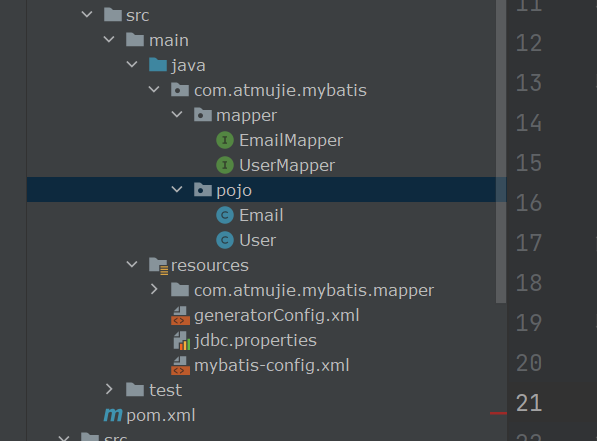 src
main
java
com.atmujie.mybatis
mapper
EmailMapper
UserMapper
pojo
Email
User
resources
com.atmujie.mybatis.mapper
generatorConfig.xml
jdbc.properties
mybatis-config.xml
test
pom.xml
src
11
12
13
14
15
16
17
18
19
20
21
22